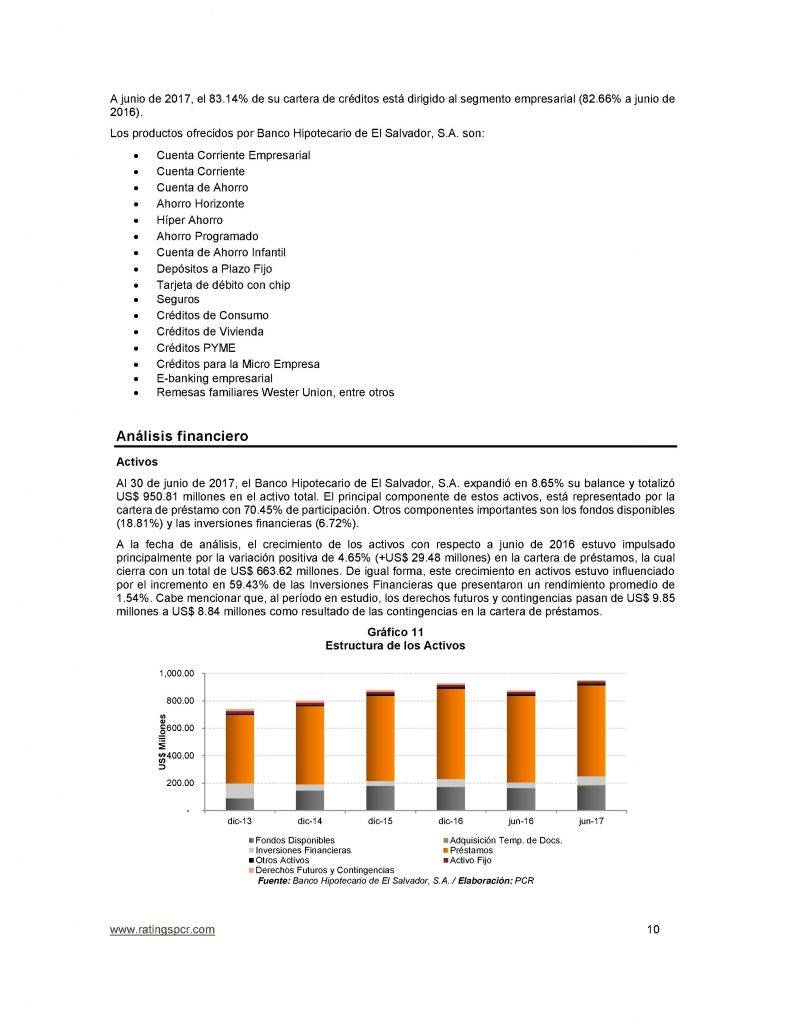 A junio de 2017, el 83.14% de su cartera de créditos está dirigido al segmento empresarial (82.66% a junio de
2016).
Los productos ofrecidos por Banco Hipotecario de El Salvador, S.A. son:
• Cuenta Corriente Empresarial
• Cuenta Corriente
• Cuenta de Ahorro
• Ahorro Horizonte
• Híper Ahorro
• Ahorro Programado
• Cuenta de Ahorro Infantil
• Depósitos a Plazo Fijo
• Tarjeta de débito con chip
• Seguros
• Créditos de Consumo
• Créditos de Vivienda
• Créditos PYME
• Créditos para la Micro Empresa
• E-banking empresarial
• Remesas familiares Wester Union, entre otros
Análisis financiero
Activos
Al 30 de junio de 2017, el Banco Hipotecario de El Salvador, S.A. expandió en 8.65% su balance y totalizó
US$ 950.81 millones en el activo total. El principal componente de estos activos, está representado por la
cartera de préstamo con 70.45% de participación. Otros componentes importantes son los fondos disponibles
(18.81%) y las inversiones financieras (6.72%).
A la fecha de análisis, el crecimiento de los activos con respecto a junio de 2016 estuvo impulsado
principalmente por la variación positiva de 4.65% (+US$ 29.48 millones) en la cartera de préstamos, la cual
cierra con un total de US$ 663.62 millones. De igual forma, este crecimiento en activos estuvo influenciado
por el incremento en 59.43% de las Inversiones Financieras que presentaron un rendimiento promedio de
1.54%. Cabe mencionar que, al período en estudio, los derechos futuros y contingencias pasan de US$ 9.85
millones a US$ 8.84 millones como resultado de las contingencias en la cartera de préstamos.
Gráfico 11
Estructura de los Activos
US$ Millones
1,000.00
800.00
600.00
400.00
200.00
-
dic-13 dic-14 dic-15 dic-16 jun-16 jun-17
Fondos Disponibles Adquisición Temp. de Docs.
Inversiones Financieras Préstamos
Otros Activos Activo Fijo
Derechos Futuros y Contingencias
Fuente: Banco Hipotecario de El Salvador, S.A. / Elaboración: PCR
www.ratingspcr.com 10